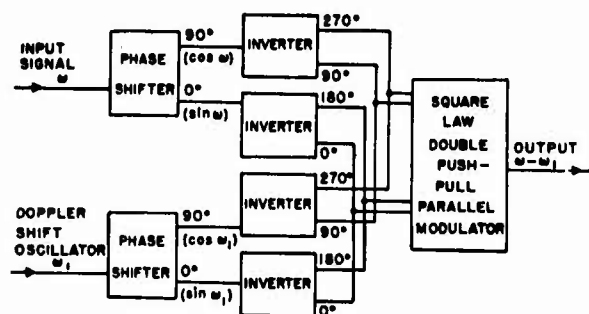 INPUT
SIGNAL
ω
PHASE
SHIFTER
90°
(cos ω)
0°
(sin ω)
INVERTER
270°
90°
INVERTER
180°
0°
DOPPLER
SHIFT
OSCILLATOR
ω₁
PHASE
SHIFTER
90°
(cos ω₁)
0°
(sin ω₁)
INVERTER
270°
90°
INVERTER
180°
0°
SQUARE
LAW
DOUBLE
PUSH-
PULL
PARALLEL
MODULATOR
OUTPUT
ω-ω₁